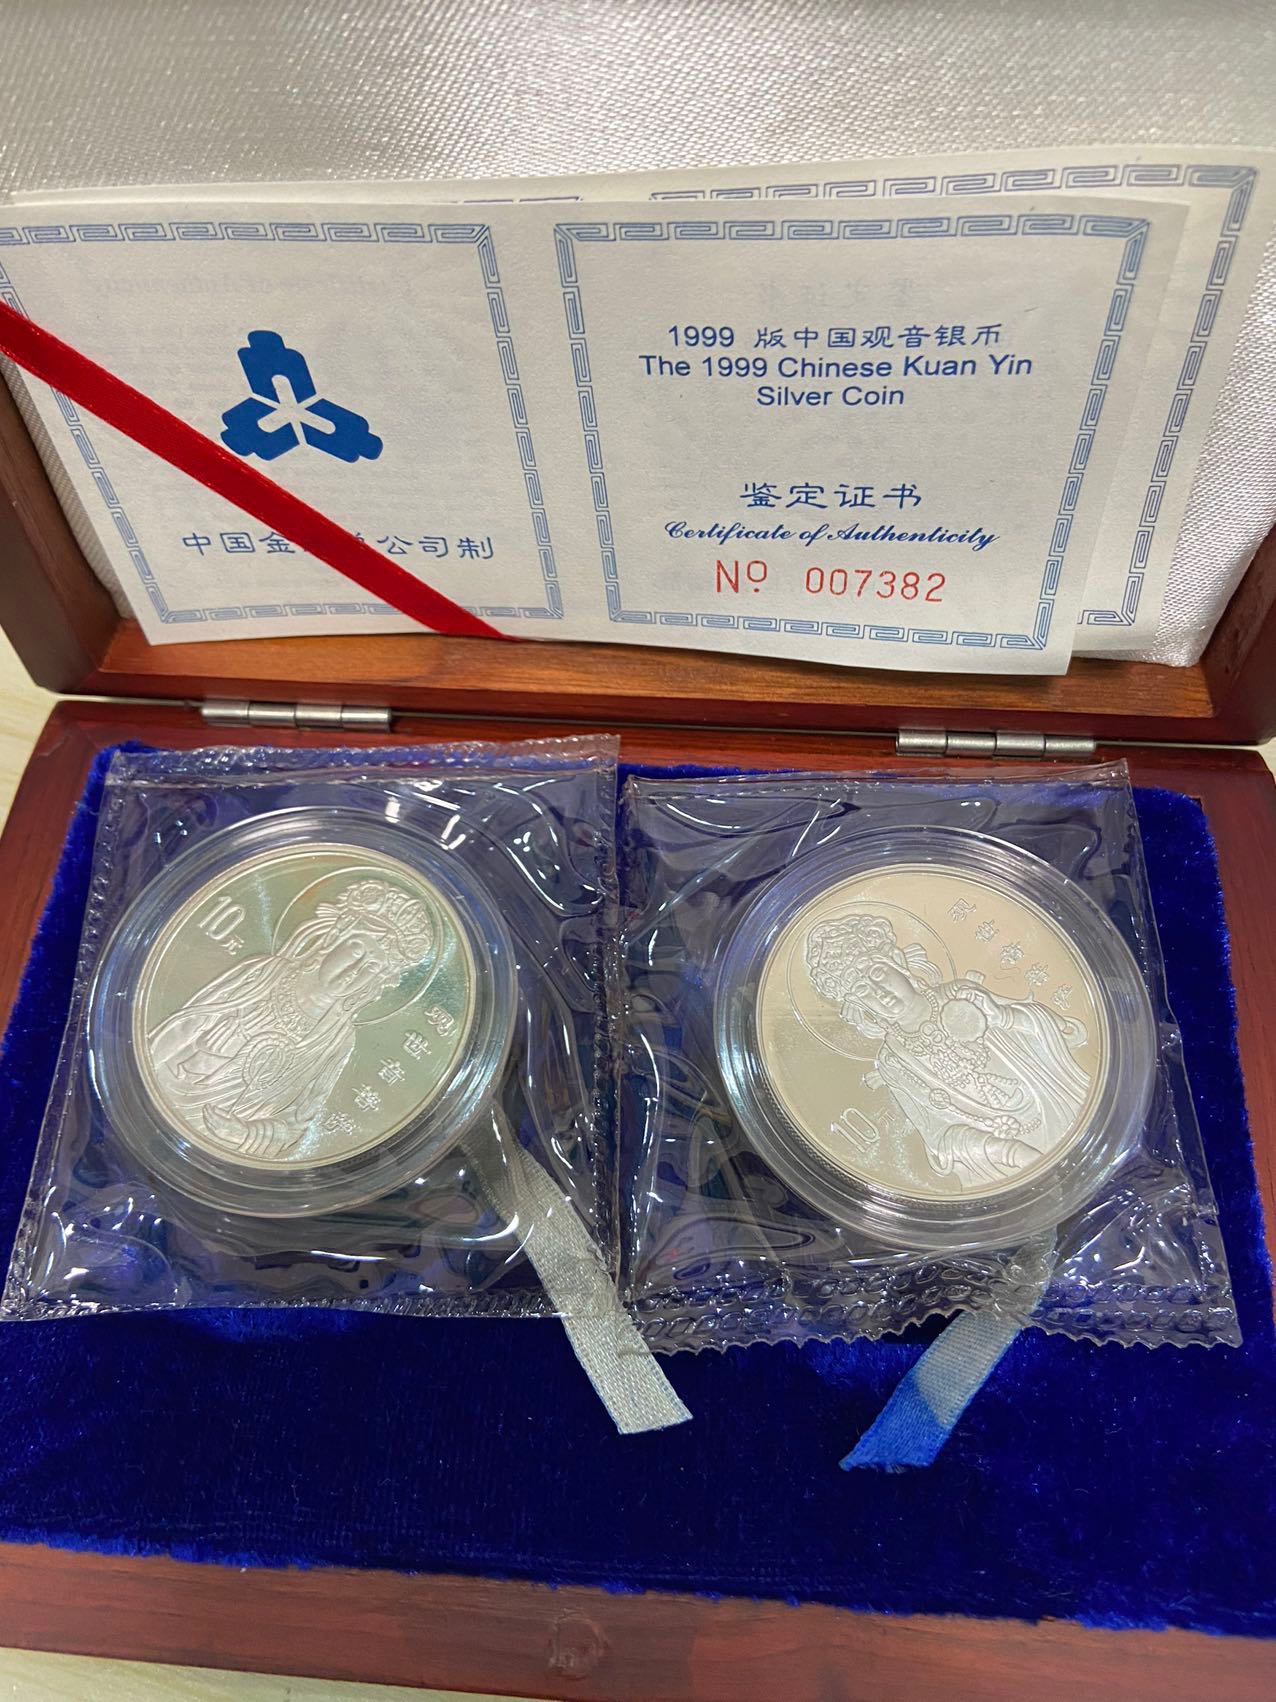 中国金
公司制
1999 版中国观音银币
The 1999 Chinese Kuan Yin
Silver Coin
鉴定证书
Certificate of Authenticity
Nº 007382
10元
观世音菩萨
观世音菩萨
10元